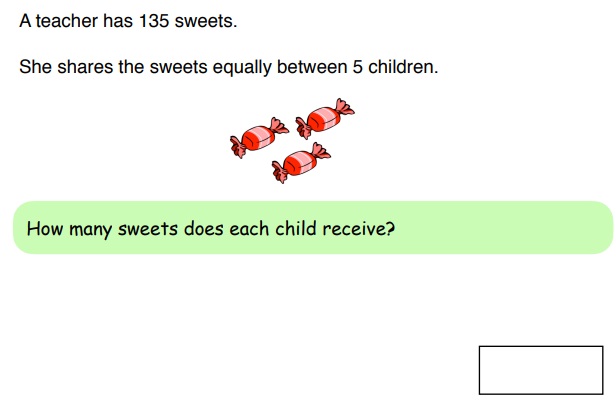 A teacher has 135 sweets.
She shares the sweets equally between 5 children.
How many sweets does each child receive?